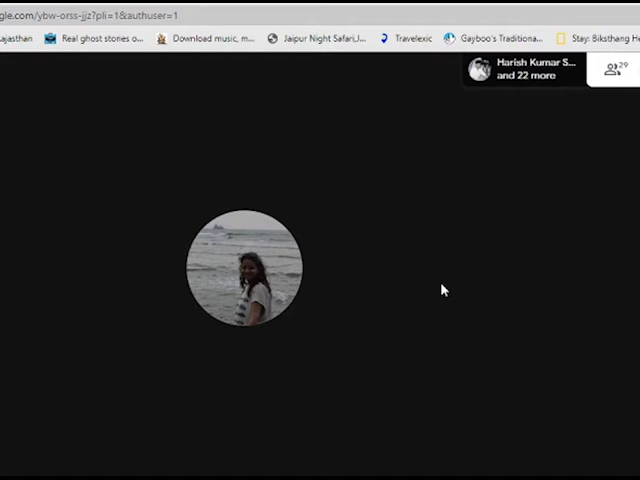 gle.com/ybw-orss-jjz?pli=1&authuser=1
ajasthan Real ghost stories o... Download music, m... Jaipur Night Safari,J... Travelexic Gayboo's Traditiona... Stay: Biksthang He
Harish Kumar S...
and 22 more
29